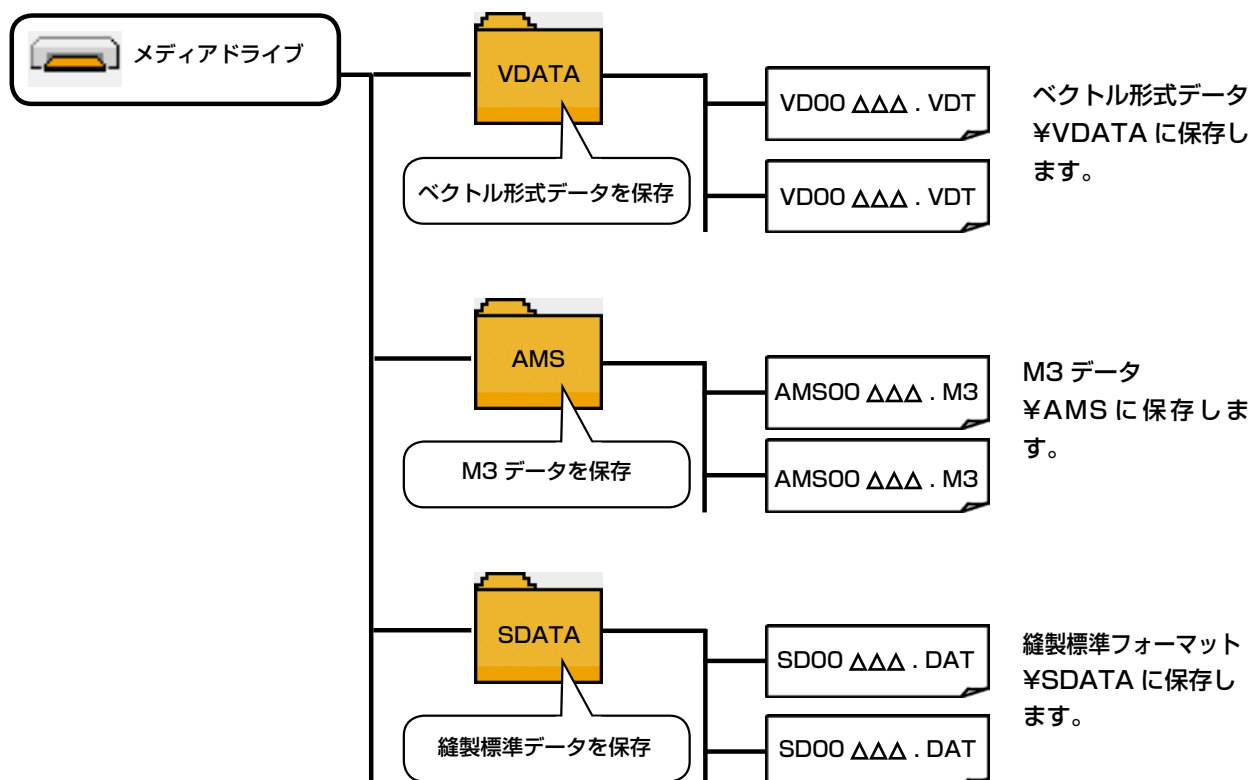 メディアドライブ
VDATA
ベクトル形式データを保存
VD00 △△△ . VDT
VD00 △△△ . VDT
ベクトル形式データ
¥VDATA に保存し
ます。
AMS
M3 データを保存
AMS00 △△△ . M3
AMS00 △△△ . M3
M3 データ
¥AMS に保存しま
す。
SDATA
縫製標準データを保存
SD00 △△△ . DAT
SD00 △△△ . DAT
縫製標準フォーマット
¥SDATA に保存し
ます。